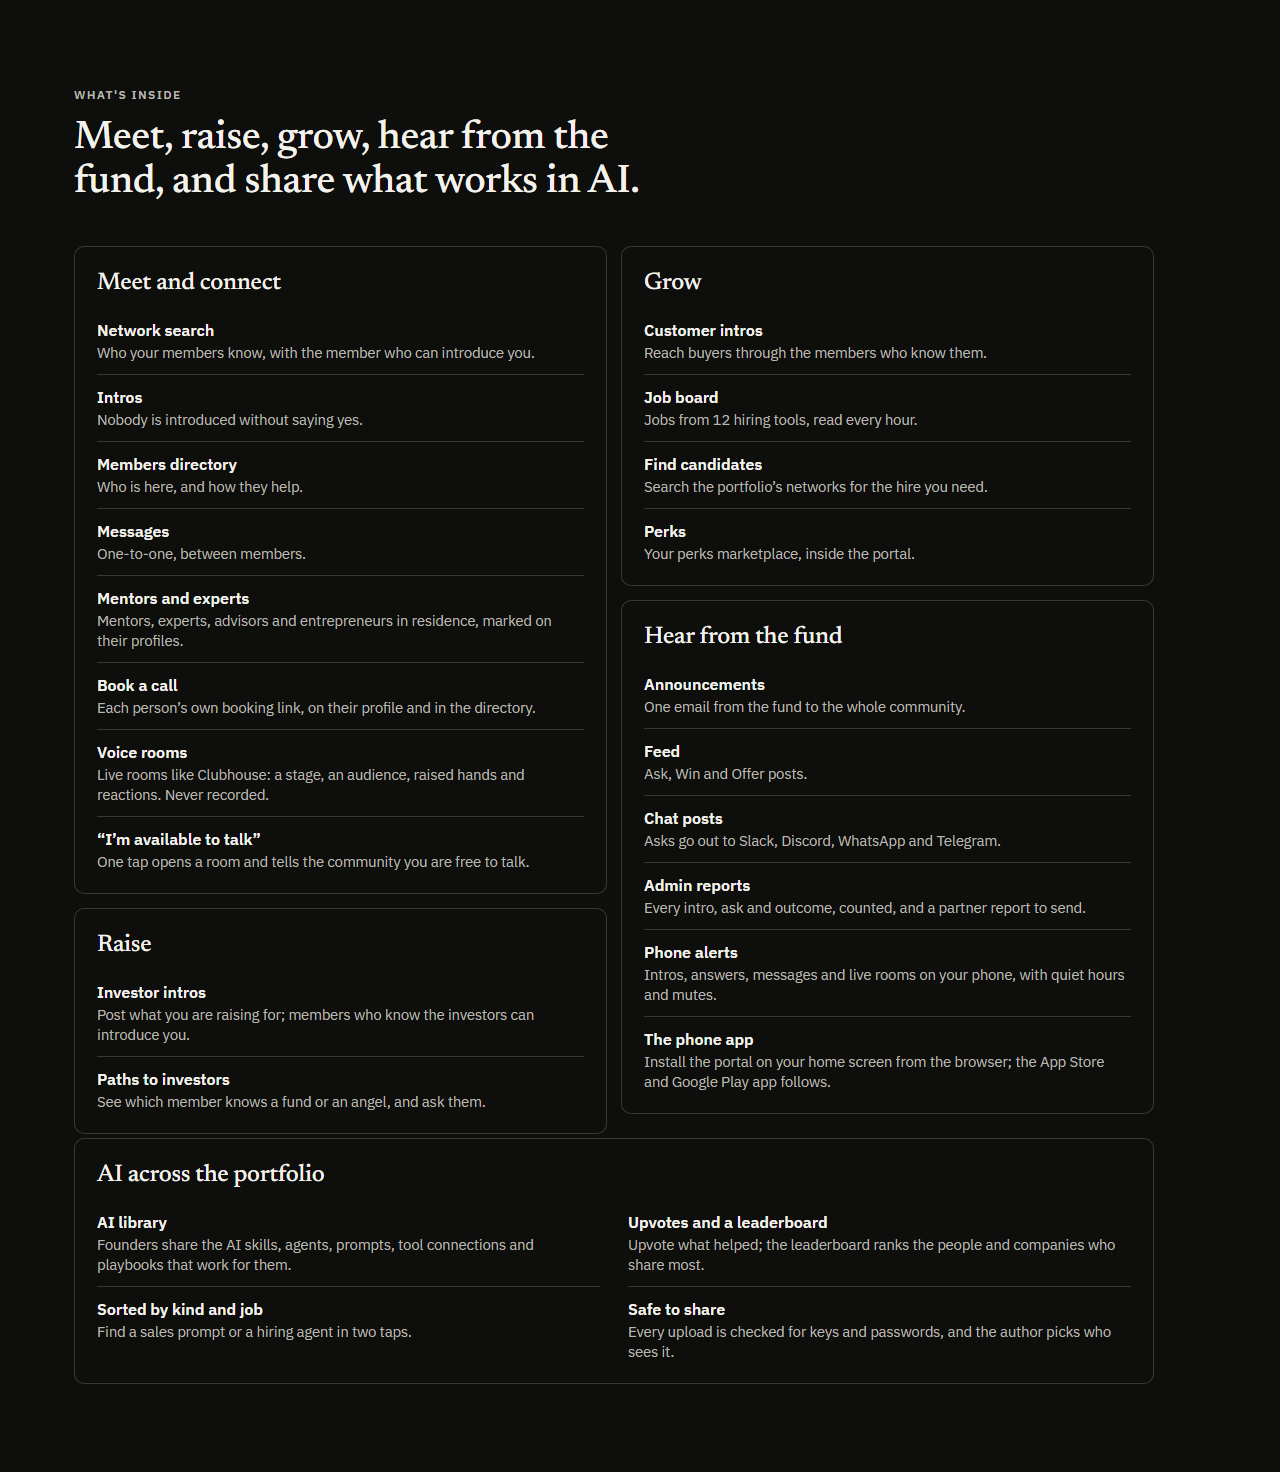 WHAT'S INSIDE
Meet, raise, grow, hear from the
fund, and share what works in AI.
Meet and connect
Network search
Who your members know, with the member who can introduce you.
Intros
Nobody is introduced without saying yes.
Members directory
Who is here, and how they help.
Messages
One-to-one, between members.
Mentors and experts
Mentors, experts, advisors and entrepreneurs in residence, marked on
their profiles.
Book a call
Each person’s own booking link, on their profile and in the directory.
Voice rooms
Live rooms like Clubhouse: a stage, an audience, raised hands and
reactions. Never recorded.
“I’m available to talk”
One tap opens a room and tells the community you are free to talk.
Raise
Investor intros
Post what you are raising for; members who know the investors can
introduce you.
Paths to investors
See which member knows a fund or an angel, and ask them.
Grow
Customer intros
Reach buyers through the members who know them.
Job board
Jobs from 12 hiring tools, read every hour.
Find candidates
Search the portfolio’s networks for the hire you need.
Perks
Your perks marketplace, inside the portal.
Hear from the fund
Announcements
One email from the fund to the whole community.
Feed
Ask, Win and Offer posts.
Chat posts
Asks go out to Slack, Discord, WhatsApp and Telegram.
Admin reports
Every intro, ask and outcome, counted, and a partner report to send.
Phone alerts
Intros, answers, messages and live rooms on your phone, with quiet hours
and mutes.
The phone app
Install the portal on your home screen from the browser; the App Store
and Google Play app follows.
AI across the portfolio
AI library
Founders share the AI skills, agents, prompts, tool connections and
playbooks that work for them.
Sorted by kind and job
Find a sales prompt or a hiring agent in two taps.
Upvotes and a leaderboard
Upvote what helped; the leaderboard ranks the people and companies who
share most.
Safe to share
Every upload is checked for keys and passwords, and the author picks who
sees it.